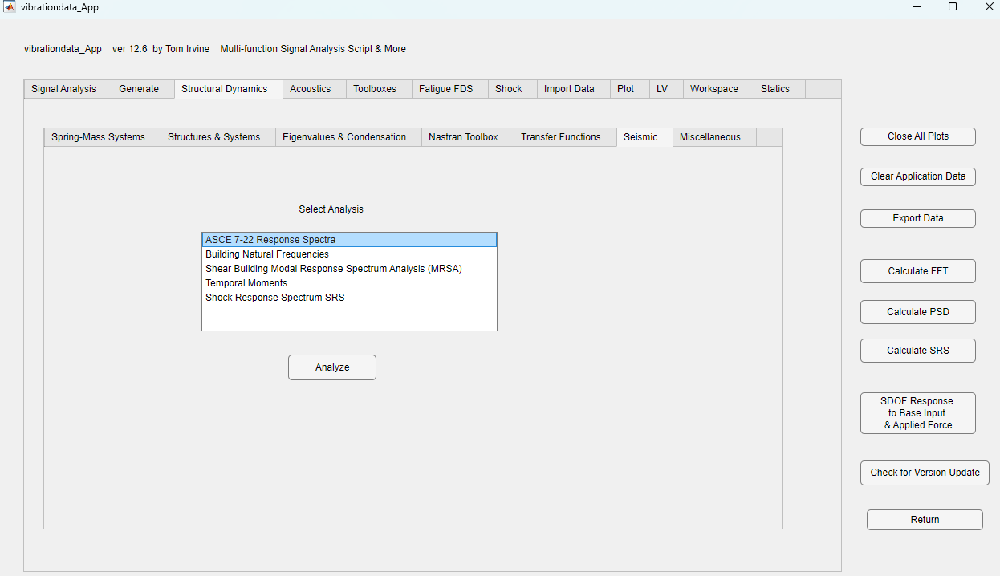 vibrationdata_App
vibrationdata_App ver 12.6 by Tom Irvine Multi-function Signal Analysis Script & More
Signal Analysis Generate Structural Dynamics Acoustics Toolboxes Fatigue FDS Shock Import Data Plot LV Workspace Statics
Spring-Mass Systems Structures & Systems Eigenvalues & Condensation Nastran Toolbox Transfer Functions Seismic Miscellaneous
Select Analysis
ASCE 7-22 Response Spectra
Building Natural Frequencies
Shear Building Modal Response Spectrum Analysis (MRSA)
Temporal Moments
Shock Response Spectrum SRS
Analyze
Close All Plots
Clear Application Data
Export Data
Calculate FFT
Calculate PSD
Calculate SRS
SDOF Response
to Base Input
& Applied Force
Check for Version Update
Return